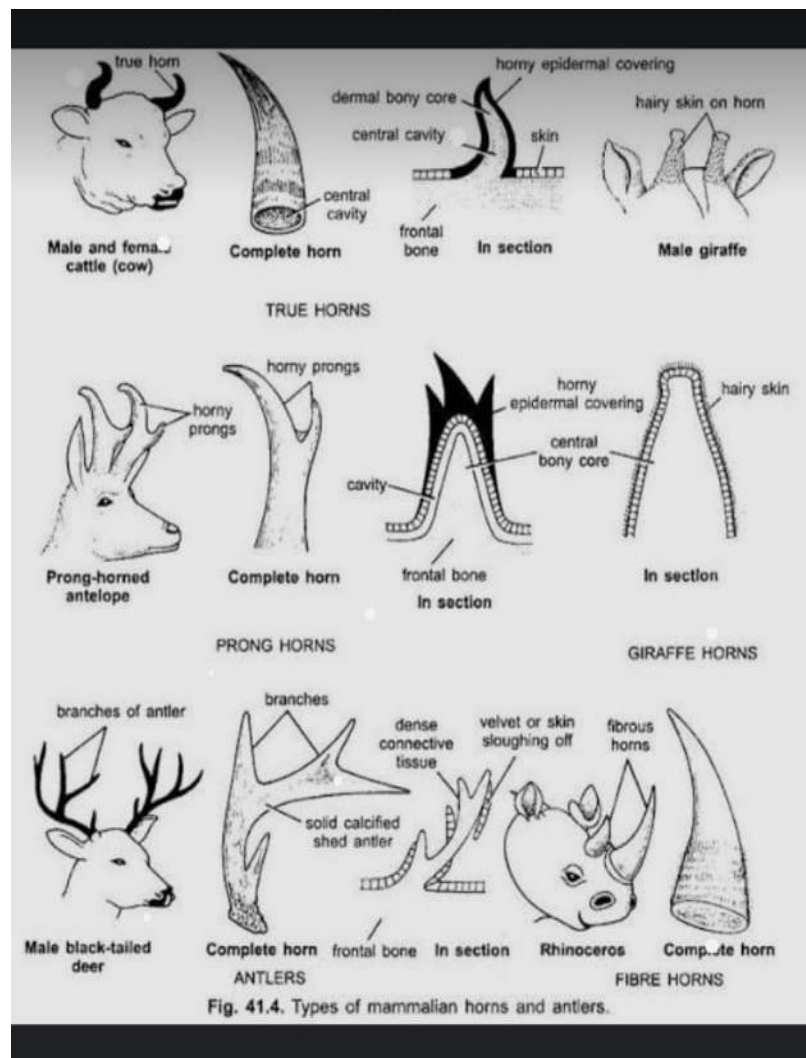 true horn
horny epidermal covering
dermal bony core
hairy skin on horn
central cavity
skin
central
cavity
frontal
bone
Male and
cattle (cow)
Complete horn
In section
Male giraffe
TRUE HORNS
horny prongs
horny
prongs
horny
epidermal covering
hairy skin
central
bony core
cavity
Prong-horned
antelope
Complete horn
frontal bone
In section
In section
PRONG HORNS
GIRAFFE HORNS
branches of antler
branches
dense
connective
tissue
velvet or skin
sloughing off
fibrous
horns
solid calcified
shed antler
Male black-tailed
deer
Complete horn
frontal bone
In section
Rhinoceros
horn
ANTLERS
FIBRE HORNS
Fig. 41.4. Types of mammalian horns and antlers.